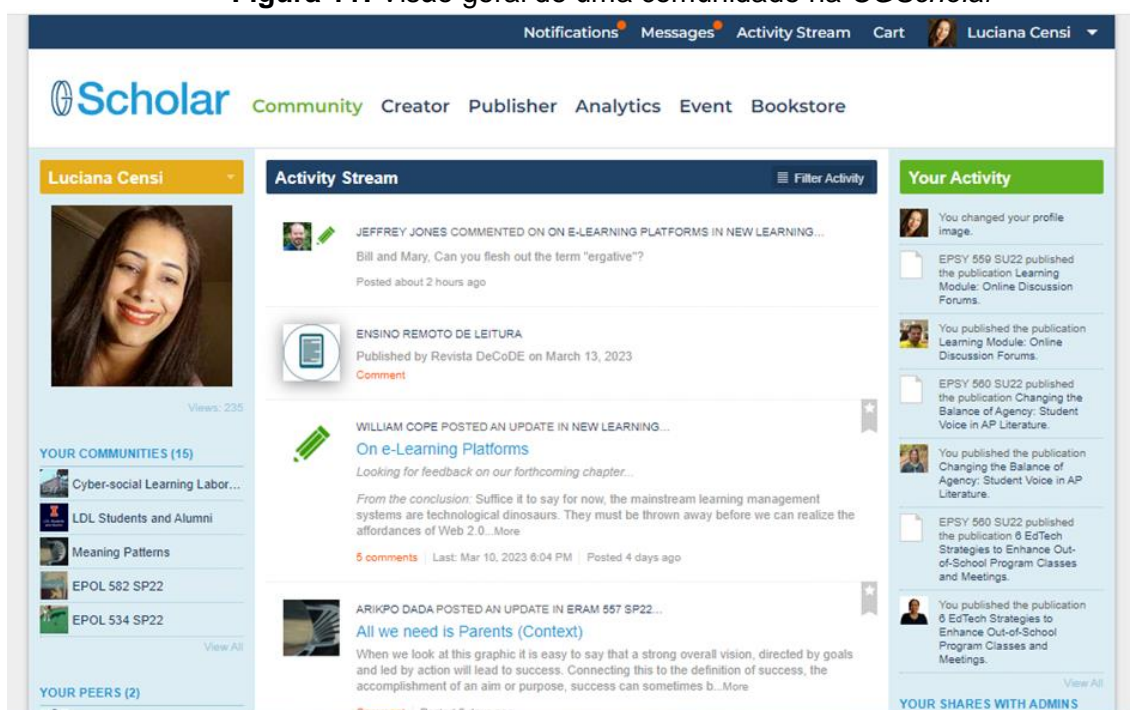 Figura 11: Visão geral de uma comunidade na CGScholar
Notifications Messages Activity Stream Cart Luciana Censi
Scholar Community Creator Publisher Analytics Event Bookstore
Luciana Censi
Views: 235
YOUR COMMUNITIES (15)
Cyber-social Learning Labor...
LDL Students and Alumni
Meaning Patterns
EPOL 582 SP22
EPOL 534 SP22
View All
YOUR PEERS (2)
Activity Stream
Filter Activity
JEFFREY JONES COMMENTED ON ON E-LEARNING PLATFORMS IN NEW LEARNING...
Bill and Mary, Can you flesh out the term "ergative"?
Posted about 2 hours ago
ENSINO REMOTO DE LEITURA
Published by Revista DeCoDE on March 13, 2023
Comment
WILLIAM COPE POSTED AN UPDATE IN NEW LEARNING...
On e-Learning Platforms
Looking for feedback on our forthcoming chapter...
From the conclusion: Suffice it to say for now, the mainstream learning management
systems are technological dinosaurs. They must be thrown away before we can realize the
affordances of Web 2.0...More
5 comments Last: Mar 10, 2023 6:04 PM Posted 4 days ago
ARIKPO DADA POSTED AN UPDATE IN ERAM 557 SP22...
All we need is Parents (Context)
When we look at this graphic it is easy to say that a strong overall vision, directed by goals
and led by action will lead to success. Connecting this to the definition of success, the
accomplishment of an aim or purpose, success can sometimes b...More
Your Activity
You changed your profile
image.
EPSY 559 SU22 published
the publication Learning
Module: Online Discussion
Forums.
You published the publication
Learning Module: Online
Discussion Forums.
EPSY 560 SU22 published
the publication Changing the
Balance of Agency: Student
Voice in AP Literature.
You published the publication
Changing the Balance of
Agency: Student Voice in AP
Literature.
EPSY 560 SU22 published
the publication 6 EdTech
Strategies to Enhance Out-
of-School Program Classes
and Meetings.
You published the publication
6 EdTech Strategies to
Enhance Out-of-School
Program Classes and
Meetings.
View All
YOUR SHARES WITH ADMINS